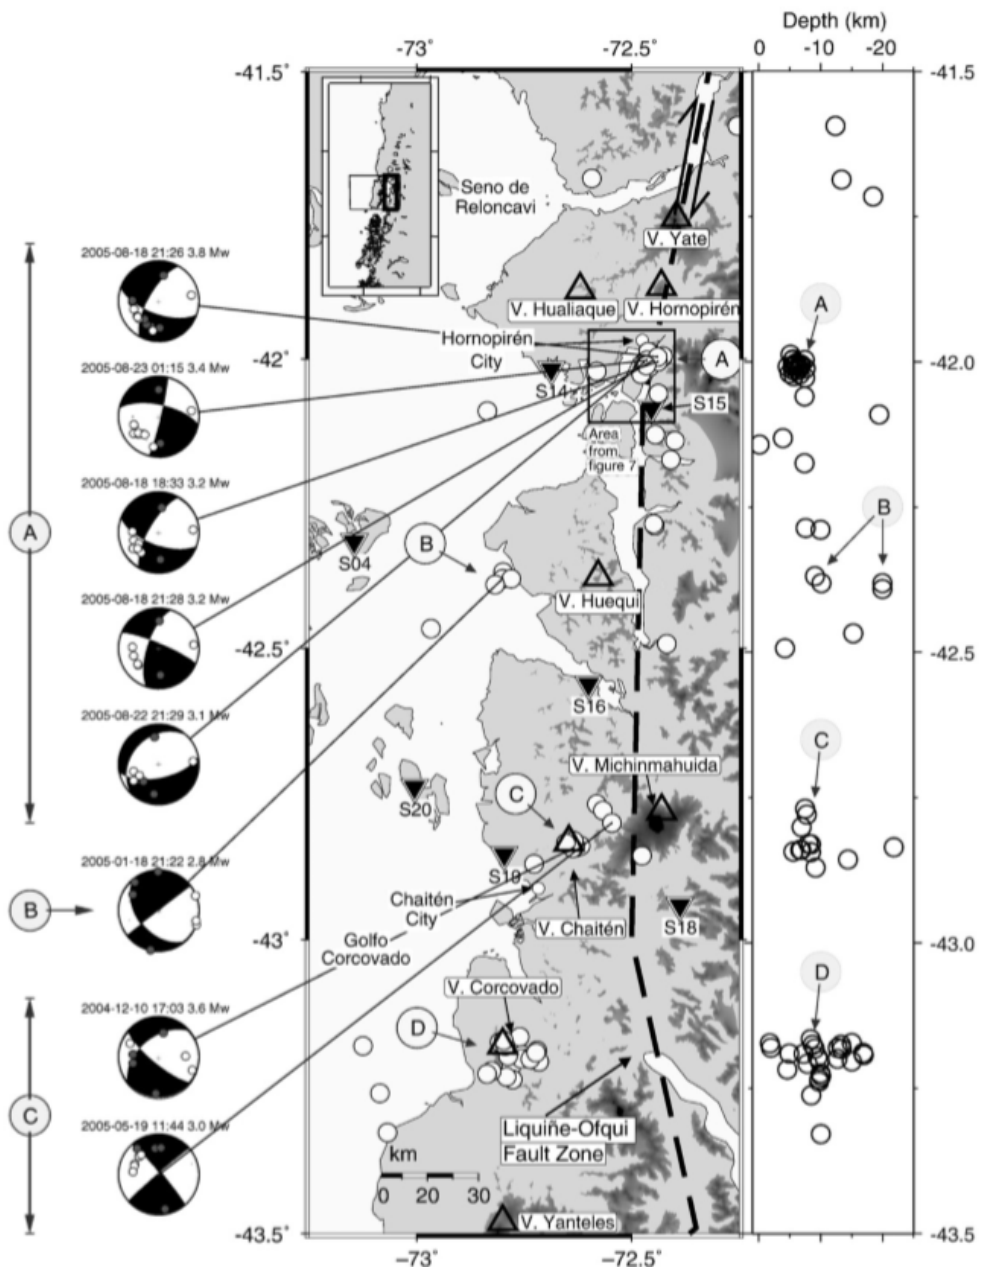 Depth (km)
-73° -72.5° 0 -10 -20
-41.5° -41.5
Seno de
Reloncavi
V. Yate
2005-08-18 21:26 3.8 Mw
V. Hualiaque V. Hornopirén
A
Hornopirén
City
-42° A -42.0
2005-08-23 01:15 3.4 Mw
S14
S15
Area
from
figure 7
2005-08-18 18:33 3.2 Mw
B
A
B
S04
V. Huequi
2005-08-18 21:28 3.2 Mw
-42.5° -42.5
S16
2005-08-22 21:29 3.1 Mw
C
V. Michinmahuida
C
S20
2005-01-18 21:22 2.8 Mw
S19
Chaitén
City
B
V. Chaitén
S18
-43° -43.0
Golfo
Corcovado
D
V. Corcovado
2004-12-10 17:03 3.6 Mw
D
C
2005-05-19 11:44 3.0 Mw
Liquiñe-Ofqui
Fault Zone
km
0 20 30
V. Yanteles
-43.5° -43.5
-73° -72.5°